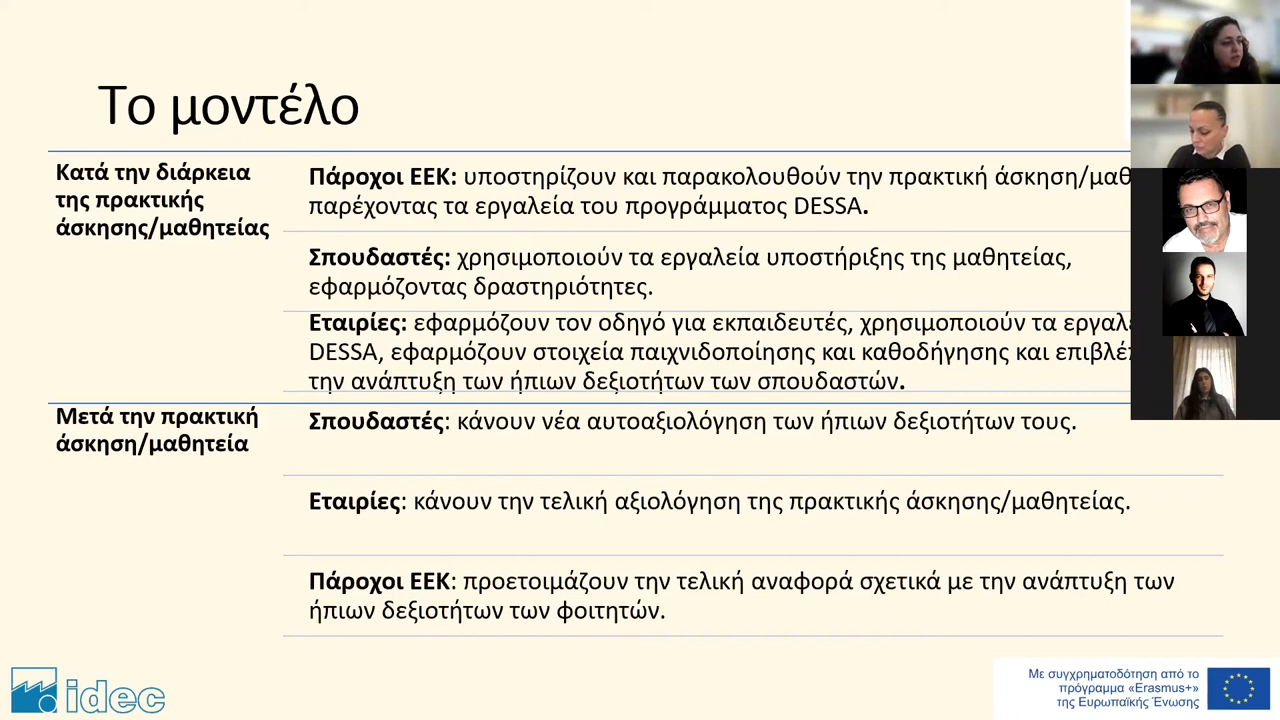 Το μοντέλο
Κατά την διάρκεια
της πρακτικής
άσκησης/μαθητείας
Πάροχοι ΕΕΚ: υποστηρίζουν και παρακολουθούν την πρακτική άσκηση/μαθ
παρέχοντας τα εργαλεία του προγράμματος DESSA.
Σπουδαστές: χρησιμοποιούν τα εργαλεία υποστήριξης της μαθητείας,
εφαρμόζοντας δραστηριότητες.
Εταιρίες: εφαρμόζουν τον οδηγό για εκπαιδευτές, χρησιμοποιούν τα εργαλε
DESSA, εφαρμόζουν στοιχεία παιχνιδοποίησης και καθοδήγησης και επιβλέπ
την ανάπτυξη των ήπιων δεξιοτήτων των σπουδαστών.
Μετά την πρακτική
άσκηση/μαθητεία
Σπουδαστές: κάνουν νέα αυτοαξιολόγηση των ήπιων δεξιοτήτων τους.
Εταιρίες: κάνουν την τελική αξιολόγηση της πρακτικής άσκησης/μαθητείας.
Πάροχοι ΕΕΚ: προετοιμάζουν την τελική αναφορά σχετικά με την ανάπτυξη των
ήπιων δεξιοτήτων των φοιτητών.
idec
Με συγχρηματοδότηση από το
πρόγραμμα «Erasmus+»
της Ευρωπαϊκής Ένωσης